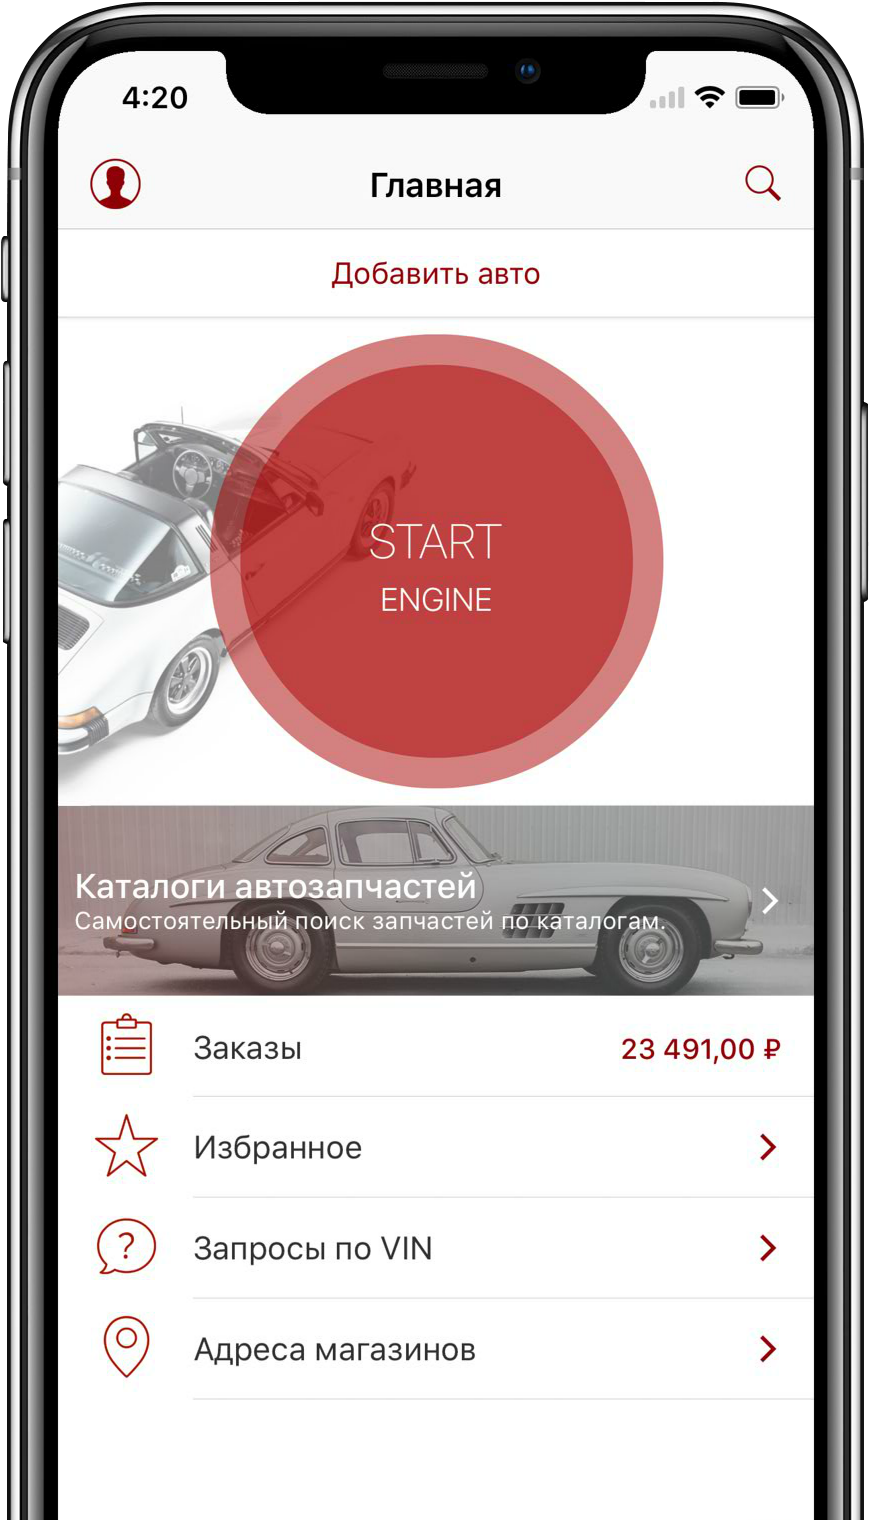 4:20
Главная
Добавить авто
START
ENGINE
Каталоги автозапчастей
Самостоятельный поиск запчастей по каталогам.
Заказы 23 491,00 ₽
Избранное
Запросы по VIN
Адреса магазинов